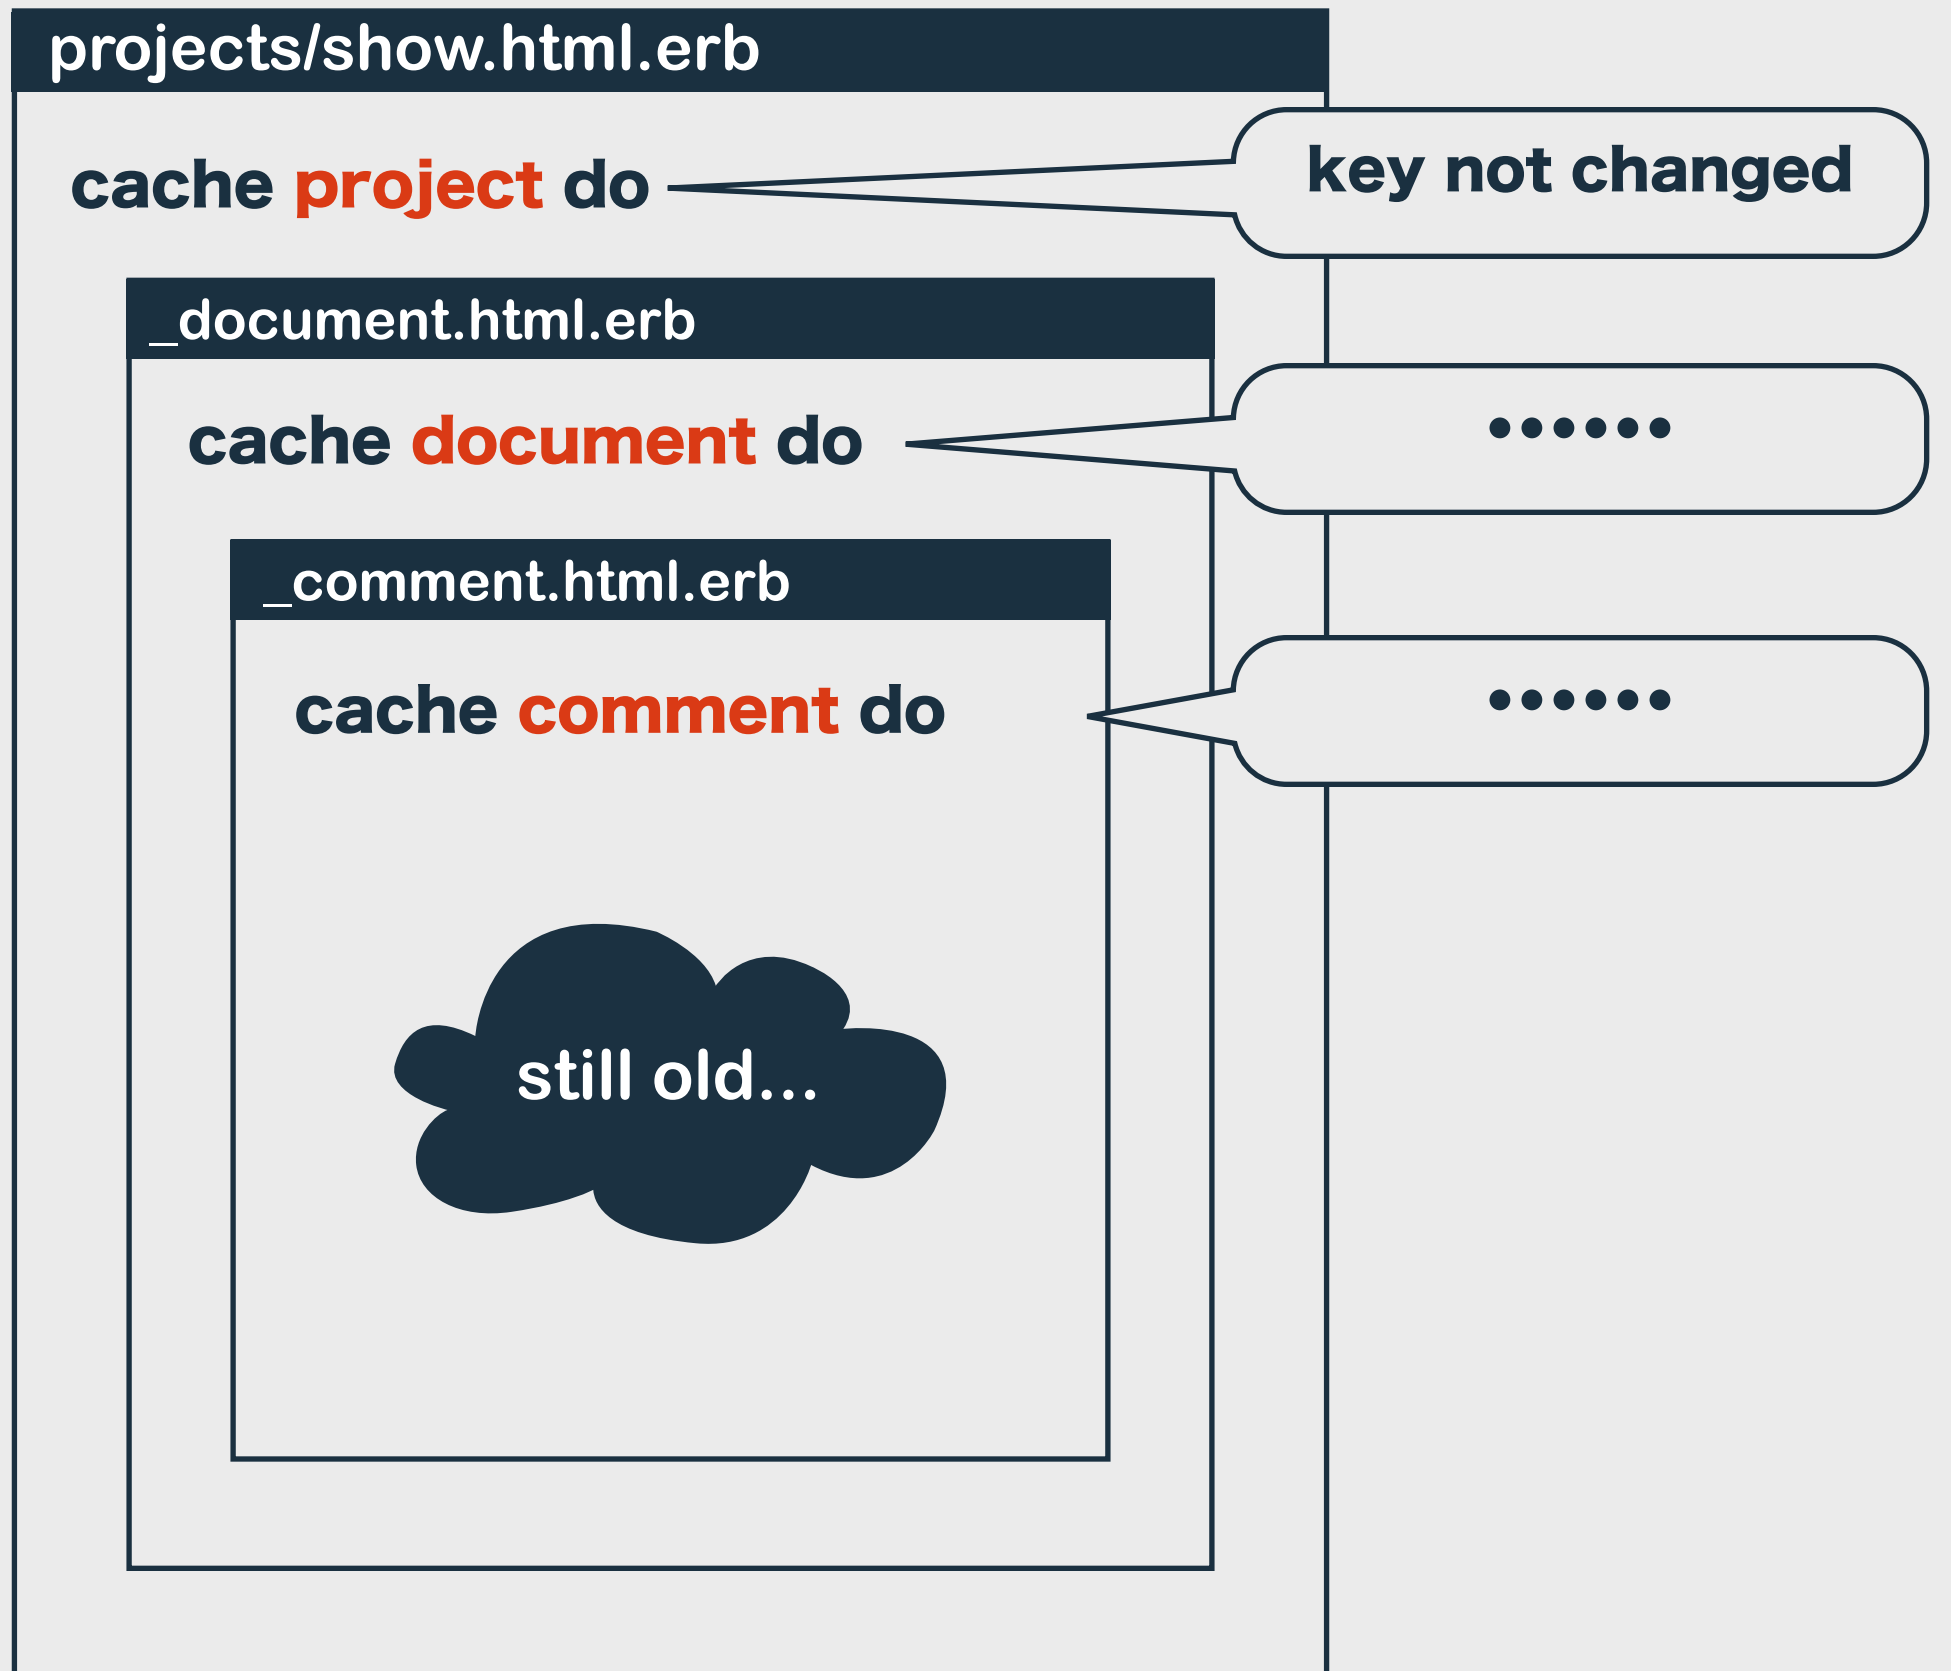 projects/show.html.erb
cache project do
key not changed
_document.html.erb
cache document do
••••••
_comment.html.erb
cache comment do
••••••
still old...